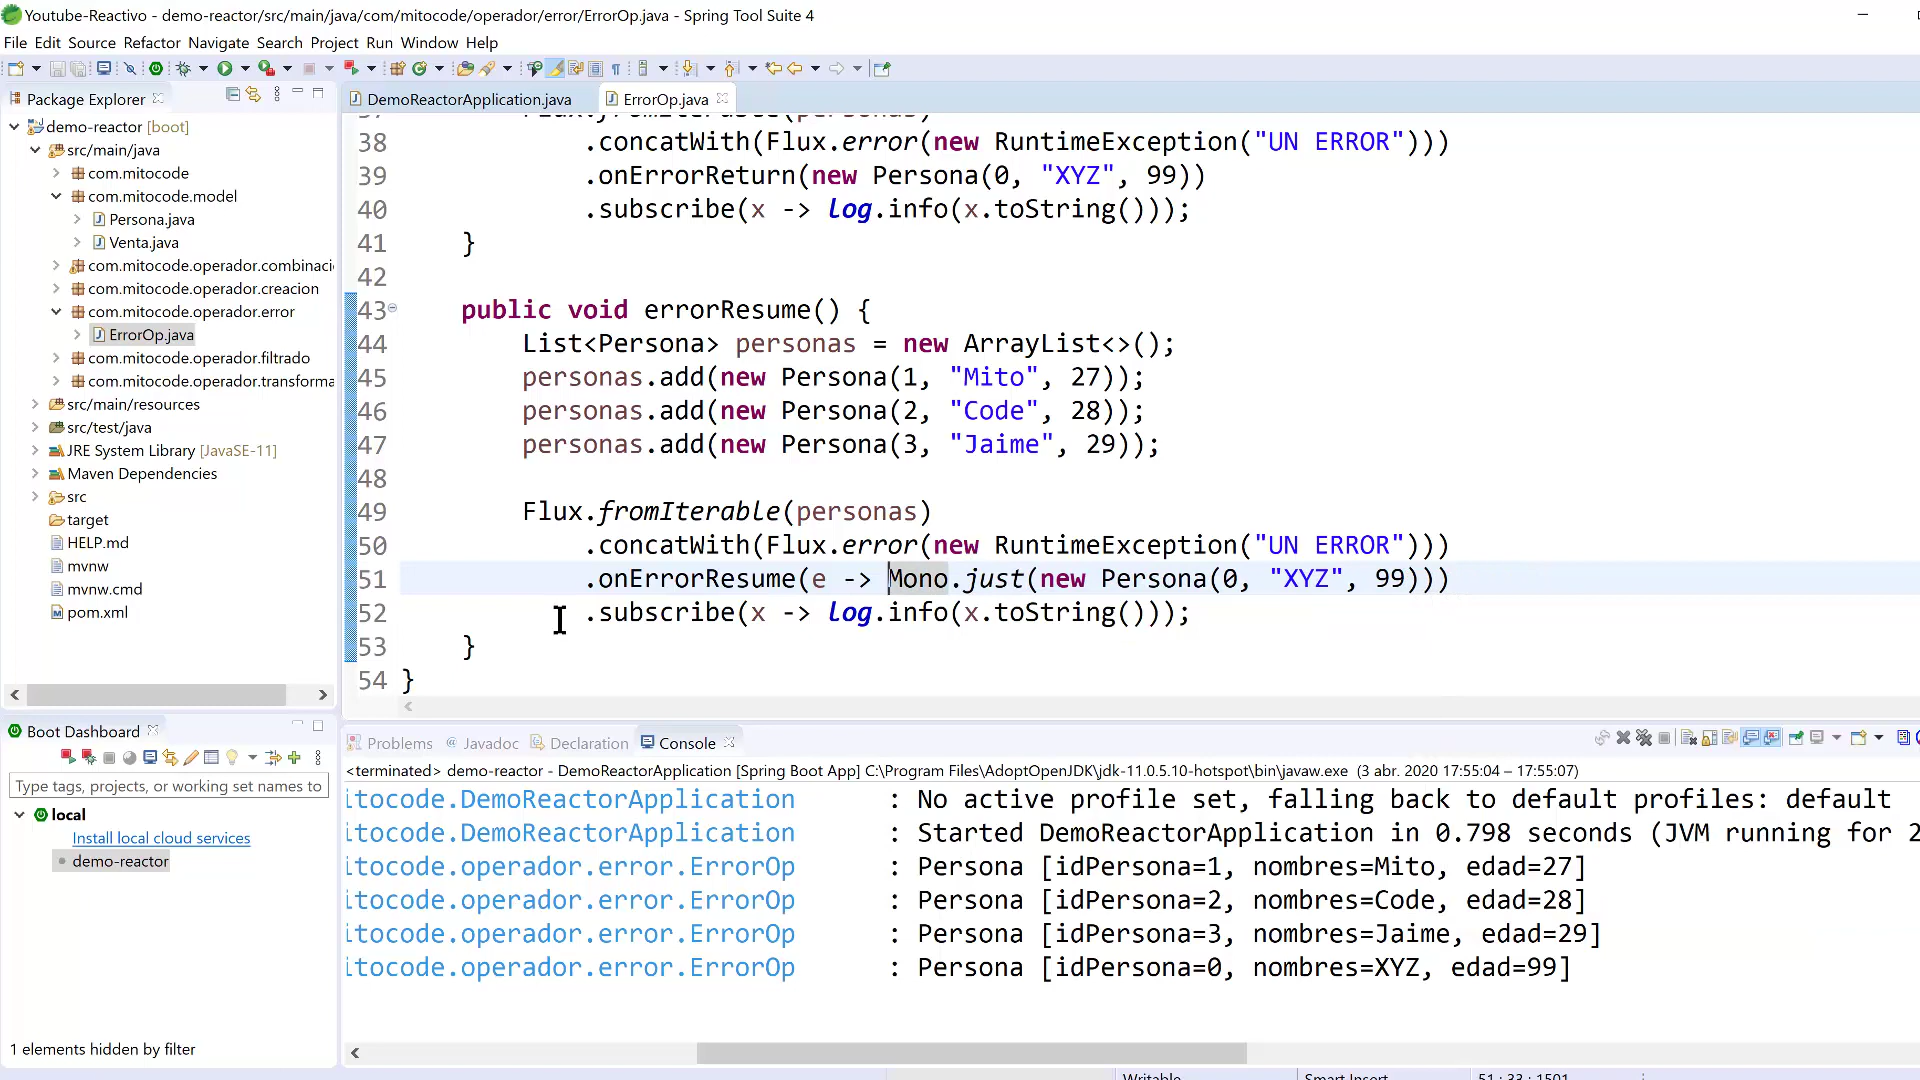 Youtube-Reactivo - demo-reactor/src/main/java/com/mitocode/operador/error/ErrorOp.java - Spring Tool Suite 4
File Edit Source Refactor Navigate Search Project Run Window Help
Package Explorer
demo-reactor [boot]
src/main/java
com.mitocode
com.mitocode.model
Persona.java
Venta.java
com.mitocode.operador.combinaci
com.mitocode.operador.creacion
com.mitocode.operador.error
ErrorOp.java
com.mitocode.operador.filtrado
com.mitocode.operador.transforma
src/main/resources
src/test/java
JRE System Library [JavaSE-11]
Maven Dependencies
src
target
HELP.md
mvnw
mvnw.cmd
pom.xml
DemoReactorApplication.java
ErrorOp.java
37 Flux.fromIterable(personas)
38 .concatWith(Flux.error(new RuntimeException("UN ERROR")))
39 .onErrorReturn(new Persona(0, "XYZ", 99))
40 .subscribe(x -> log.info(x.toString()));
41 }
42
43 public void errorResume() {
44 List<Persona> personas = new ArrayList<>();
45 personas.add(new Persona(1, "Mito", 27));
46 personas.add(new Persona(2, "Code", 28));
47 personas.add(new Persona(3, "Jaime", 29));
48
49 Flux.fromIterable(personas)
50 .concatWith(Flux.error(new RuntimeException("UN ERROR")))
51 .onErrorResume(e -> Mono.just(new Persona(0, "XYZ", 99)))
52 .subscribe(x -> log.info(x.toString()));
53 }
54 }
Boot Dashboard
Type tags, projects, or working set names to
local
Install local cloud services
demo-reactor
1 elements hidden by filter
Problems Javadoc Declaration Console
<terminated> demo-reactor - DemoReactorApplication [Spring Boot App] C:\Program Files\AdoptOpenJDK\jdk-11.0.5.10-hotspot\bin\javaw.exe (3 abr. 2020 17:55:04 – 17:55:07)
itocode.DemoReactorApplication : No active profile set, falling back to default profiles: default
itocode.DemoReactorApplication : Started DemoReactorApplication in 0.798 seconds (JVM running for 2
itocode.operador.error.ErrorOp : Persona [idPersona=1, nombres=Mito, edad=27]
itocode.operador.error.ErrorOp : Persona [idPersona=2, nombres=Code, edad=28]
itocode.operador.error.ErrorOp : Persona [idPersona=3, nombres=Jaime, edad=29]
itocode.operador.error.ErrorOp : Persona [idPersona=0, nombres=XYZ, edad=99]
Writable Smart Insert 51 : 33 : 1501